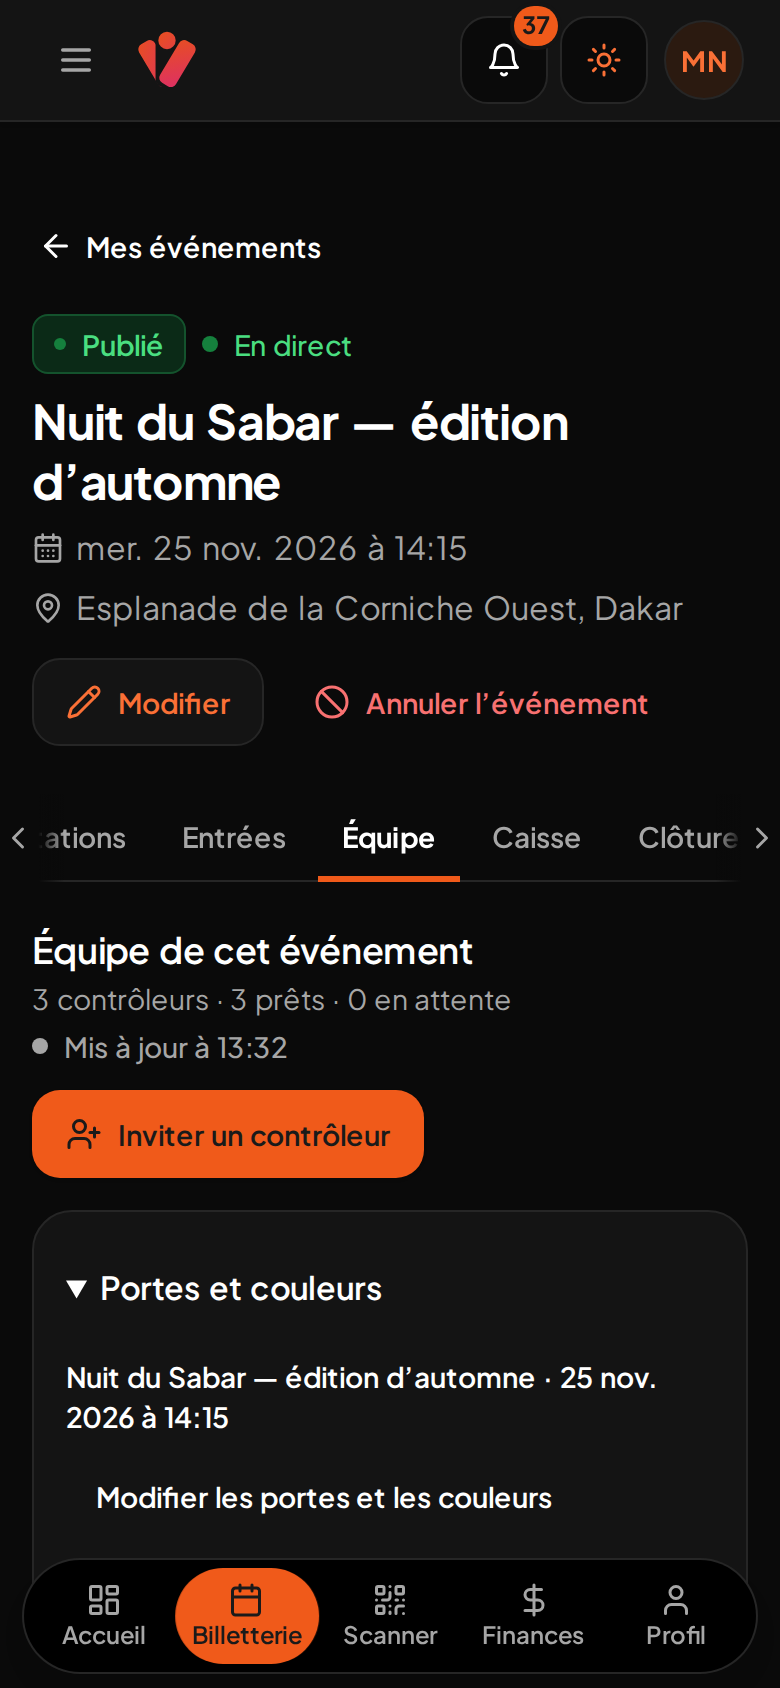 37
MN
Mes événements
Publié
En direct
Nuit du Sabar — édition
d’automne
mer. 25 nov. 2026 à 14:15
Esplanade de la Corniche Ouest, Dakar
Modifier
Annuler l’événement
ations
Entrées
Équipe
Caisse
Clôture
Équipe de cet événement
3 contrôleurs · 3 prêts · 0 en attente
Mis à jour à 13:32
Inviter un contrôleur
Portes et couleurs
Nuit du Sabar — édition d’automne · 25 nov.
2026 à 14:15
Modifier les portes et les couleurs
Accueil
Billetterie
Scanner
Finances
Profil